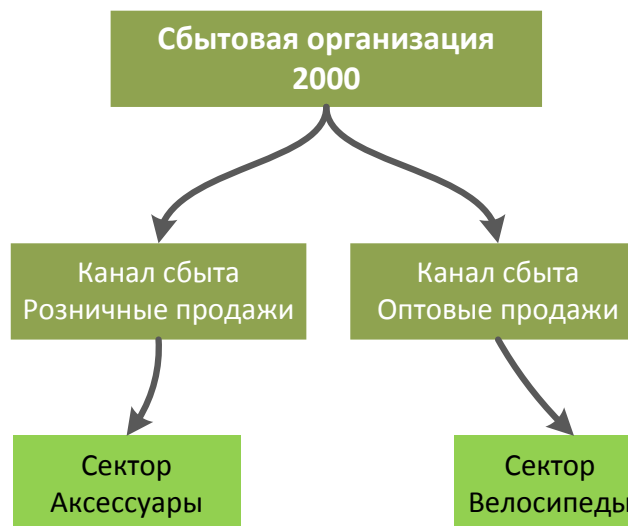 Сбытовая организация
2000
Канал сбыта
Розничные продажи
Канал сбыта
Оптовые продажи
Сектор
Аксессуары
Сектор
Велосипеды